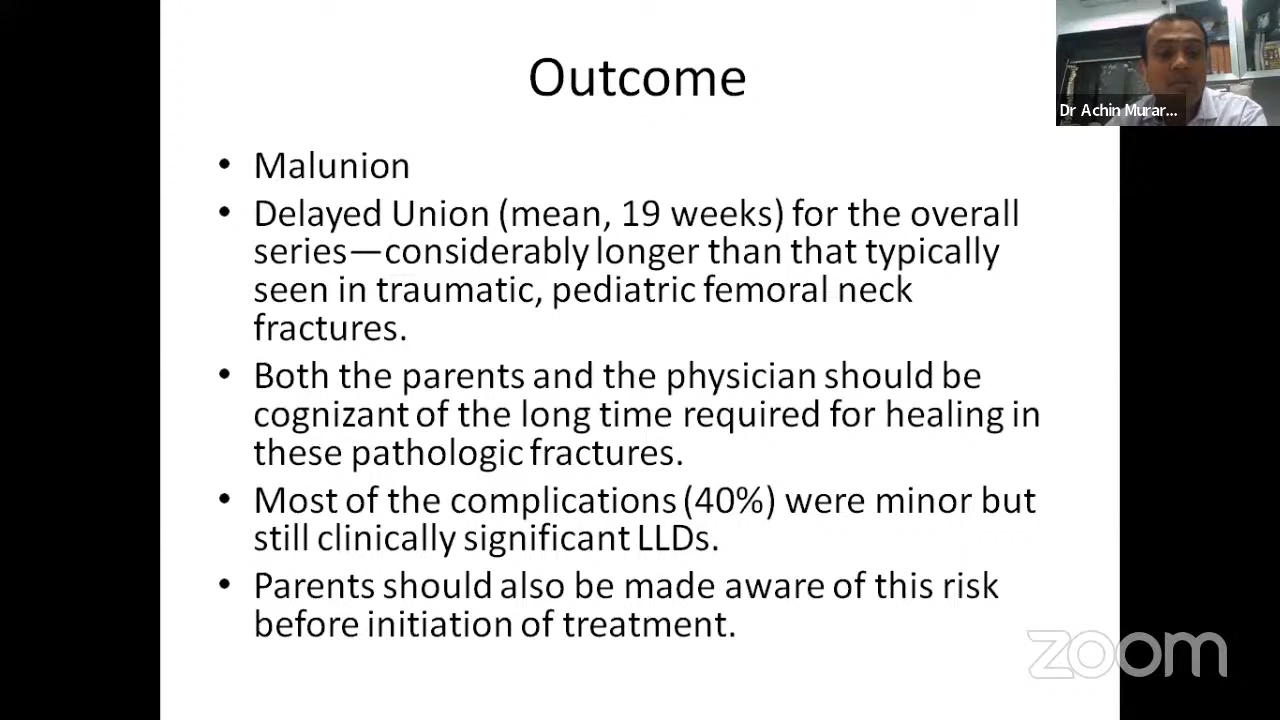 Outcome
Dr Achin Murar...
• Malunion
• Delayed Union (mean, 19 weeks) for the overall
series—considerably longer than that typically
seen in traumatic, pediatric femoral neck
fractures.
• Both the parents and the physician should be
cognizant of the long time required for healing in
these pathologic fractures.
• Most of the complications (40%) were minor but
still clinically significant LLDs.
• Parents should also be made aware of this risk
before initiation of treatment.
zoom